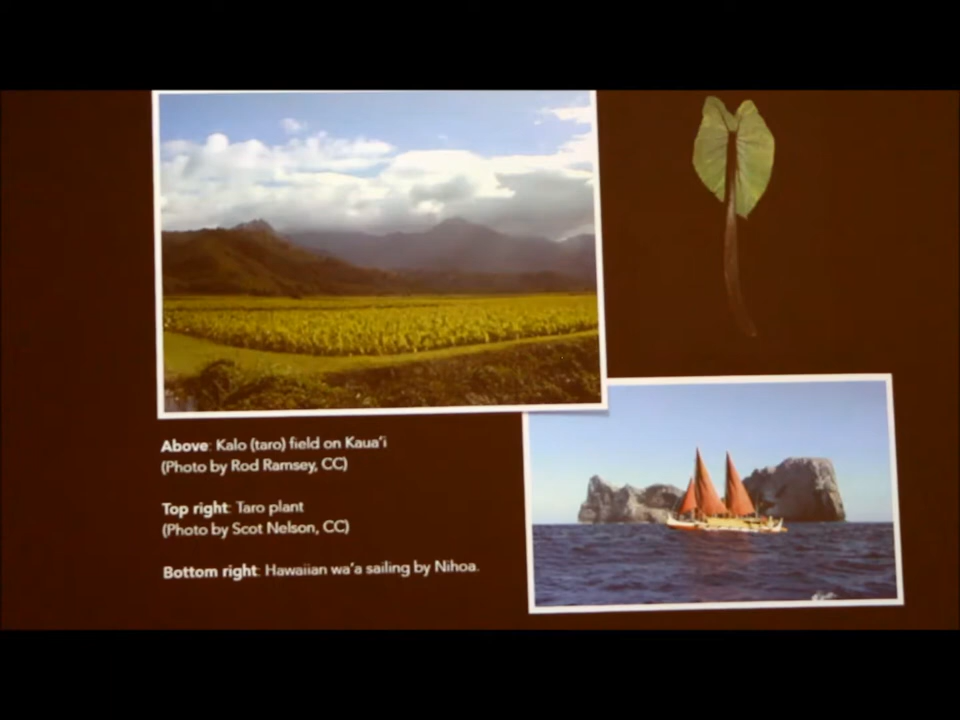 Above: Kalo (taro) field on Kaua'i
(Photo by Rod Ramsey, CC)
Top right: Taro plant
(Photo by Scot Nelson, CC)
Bottom right: Hawaiian wa'a sailing by Nihoa.